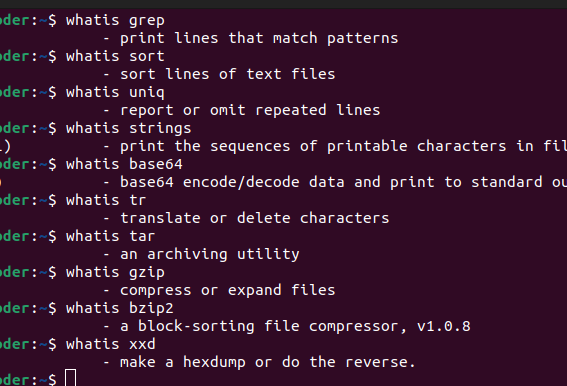 oder:~$ whatis grep
- print lines that match patterns
oder:~$ whatis sort
- sort lines of text files
oder:~$ whatis uniq
- report or omit repeated lines
oder:~$ whatis strings
) - print the sequences of printable characters in fil
oder:~$ whatis base64
) - base64 encode/decode data and print to standard ou
oder:~$ whatis tr
- translate or delete characters
oder:~$ whatis tar
- an archiving utility
oder:~$ whatis gzip
- compress or expand files
oder:~$ whatis bzip2
- a block-sorting file compressor, v1.0.8
oder:~$ whatis xxd
- make a hexdump or do the reverse.
oder:~$